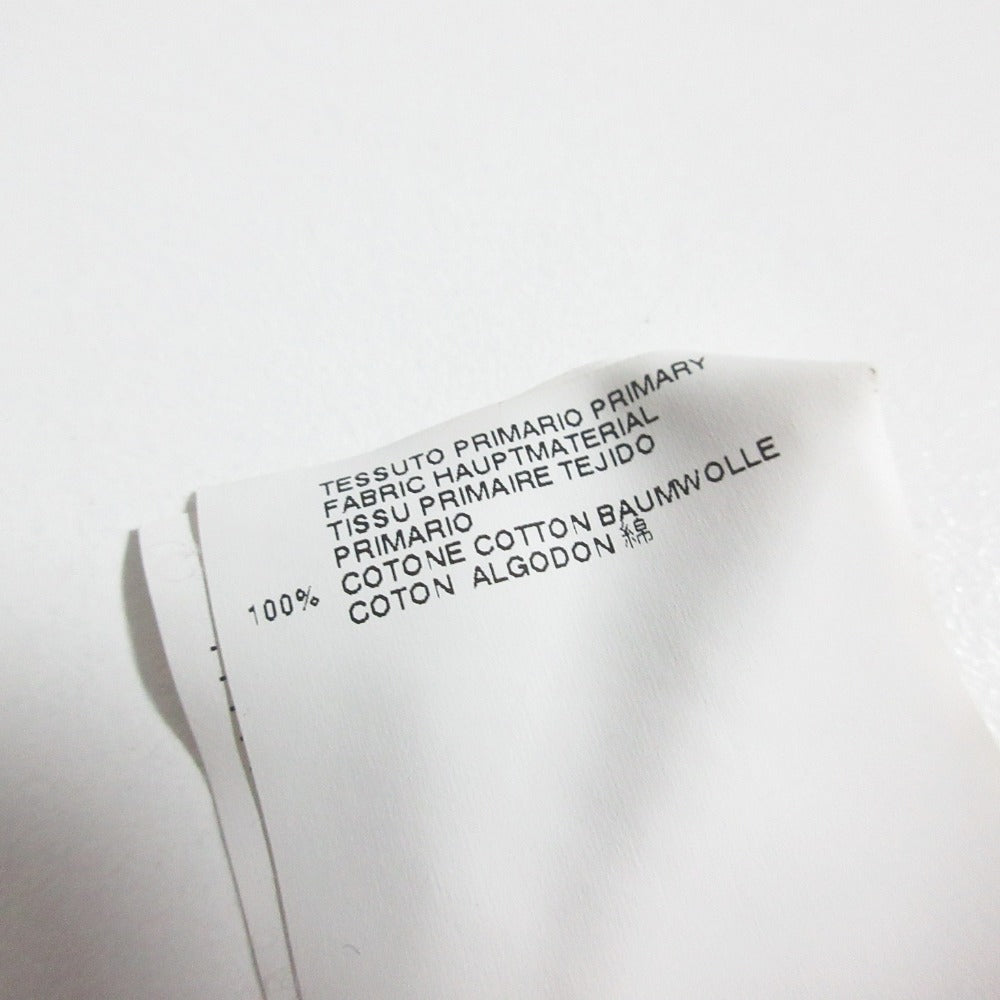 TESSUTO PRIMARIO PRIMARY
FABRIC HAUPTMATERIAL
TISSU PRIMAIRE TEJIDO
PRIMARIO
100% COTONE COTTON BAUMWOLLE
COTON ALGODON 綿